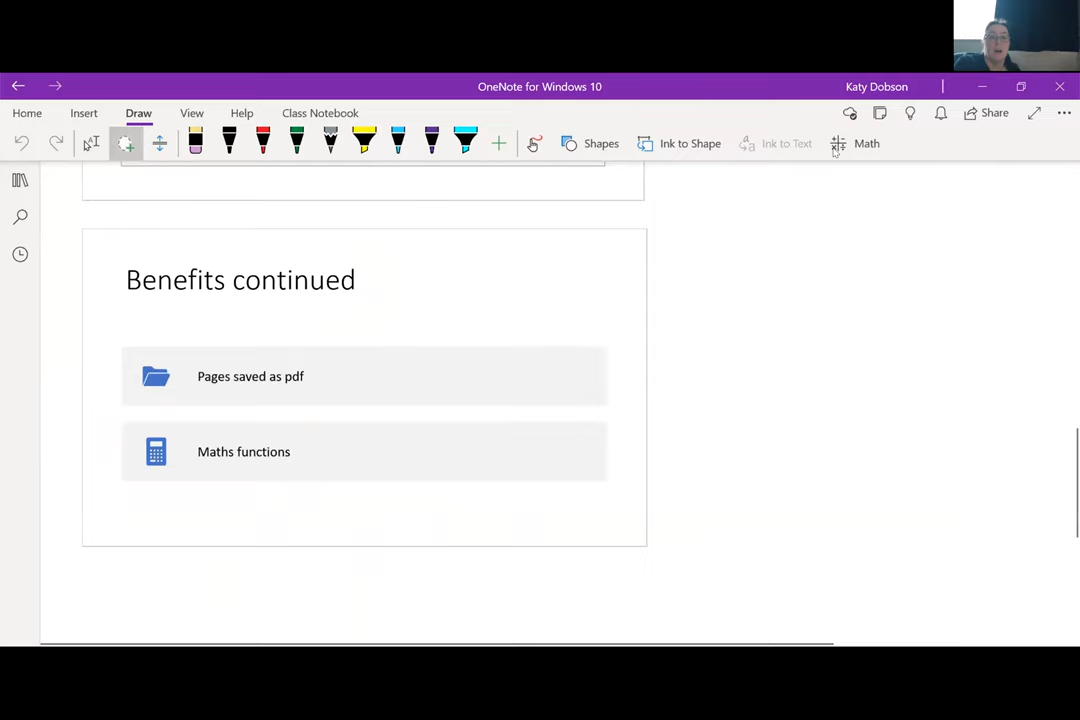 OneNote for Windows 10
Katy Dobson
Home Insert Draw View Help Class Notebook
Share
Shapes Ink to Shape Ink to Text Math
Benefits continued
Pages saved as pdf
Maths functions